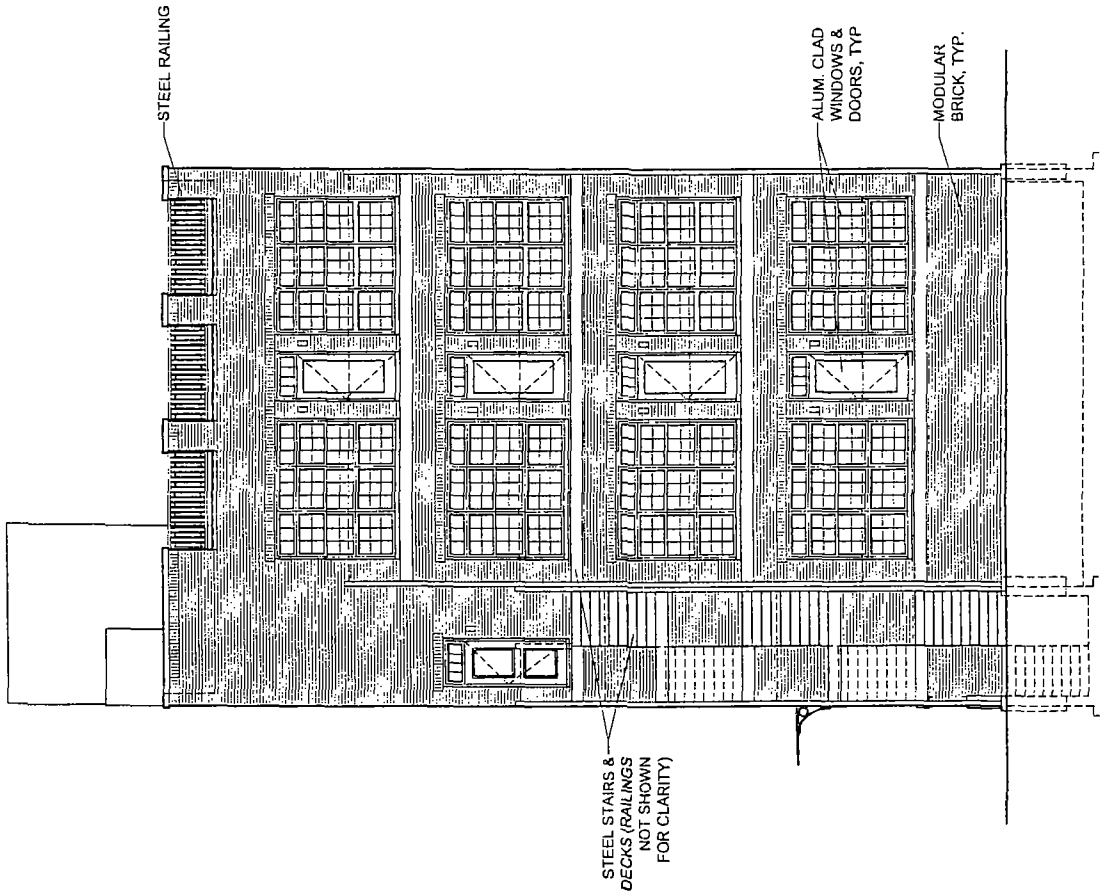 STEEL RAILING
ALUM. CLAD
WINDOWS &
DOORS, TYP
MODULAR
BRICK, TYP.
STEEL STAIRS &
DECKS (RAILINGS
NOT SHOWN
FOR CLARITY)